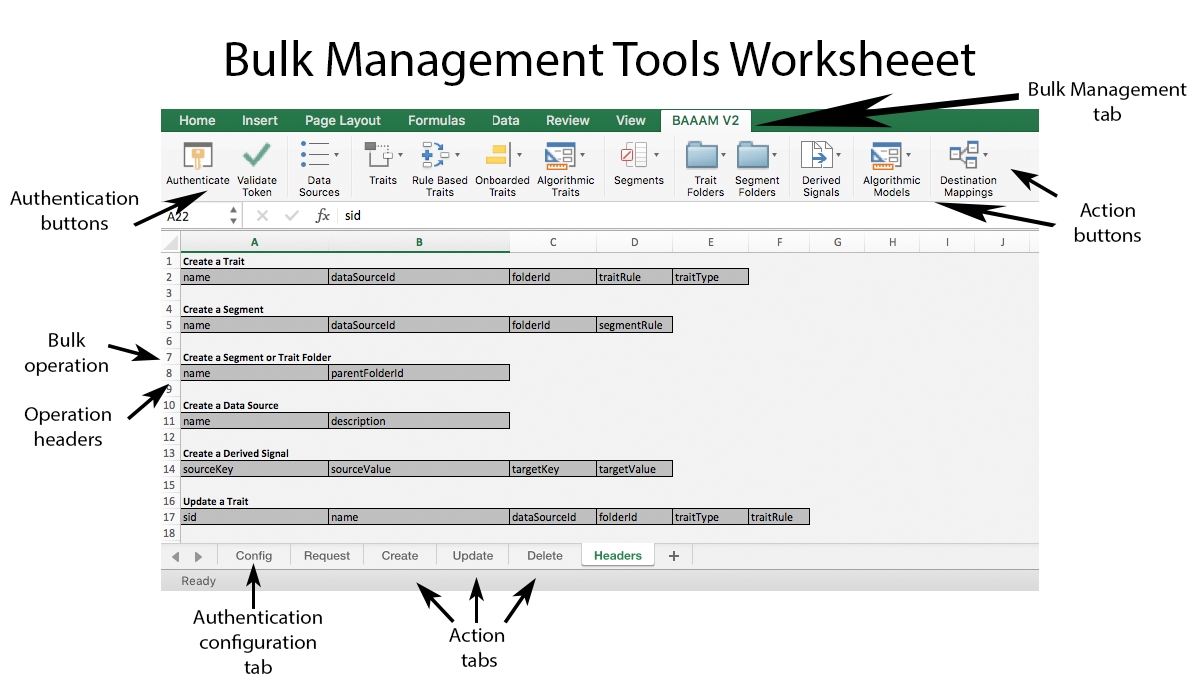 Bulk Management Tools Worksheeet
Bulk Management
tab
Home Insert Page Layout Formulas Data Review View BAAAM V2
Authenticate Validate Token Data Sources Traits Rule Based Traits Onboarded Traits Algorithmic Traits Segments Trait Folders Segment Folders Derived Signals Algorithmic Models Destination Mappings
Authentication
buttons
Action
buttons
A22 fx sid
A B C D E F G H I J
1 Create a Trait
2 name dataSourceId folderId traitRule traitType
3
4 Create a Segment
5 name dataSourceId folderId segmentRule
6
Bulk
operation
7 Create a Segment or Trait Folder
8 name parentFolderId
9
Operation
headers
10 Create a Data Source
11 name description
12
13 Create a Derived Signal
14 sourceKey sourceValue targetKey targetValue
15
16 Update a Trait
17 sid name dataSourceId folderId traitType traitRule
18
Config Request Create Update Delete Headers +
Ready
Authentication
configuration
tab
Action
tabs